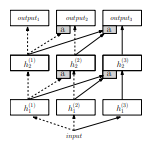 output₁ output₂ output₃
a a
h₂⁽¹⁾ h₂⁽²⁾ h₂⁽³⁾
a a
h₁⁽¹⁾ h₁⁽²⁾ h₁⁽³⁾
input